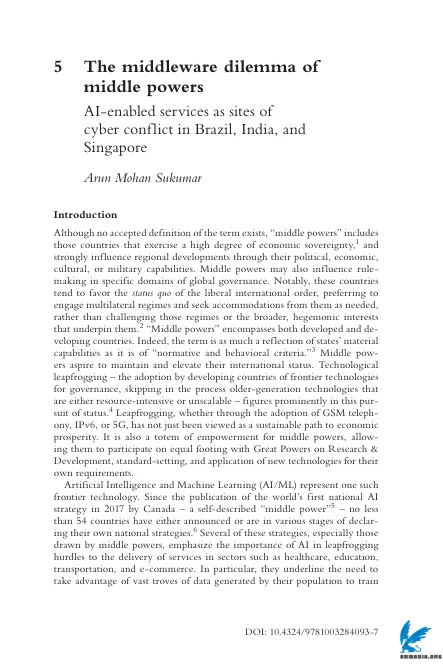 5 The middleware dilemma of
middle powers
AI-enabled services as sites of
cyber conflict in Brazil, India, and
Singapore
Arun Mohan Sukumar
Introduction
Although no accepted definition of the term exists, “middle powers” includes
those countries that exercise a high degree of economic sovereignty,1 and
strongly influence regional developments through their political, economic,
cultural, or military capabilities. Middle powers may also influence rule-
making in specific domains of global governance. Notably, these countries
tend to favor the status quo of the liberal international order, preferring to
engage multilateral regimes and seek accommodations from them as needed,
rather than challenging those regimes or the broader, hegemonic interests
that underpin them.2 “Middle powers” encompasses both developed and de-
veloping countries. Indeed, the term is as much a reflection of states’ material
capabilities as it is of “normative and behavioral criteria.”3 Middle pow-
ers aspire to maintain and elevate their international status. Technological
leapfrogging – the adoption by developing countries of frontier technologies
for governance, skipping in the process older-generation technologies that
are either resource-intensive or unscalable – figures prominently in this pur-
suit of status.4 Leapfrogging, whether through the adoption of GSM teleph-
ony, IPv6, or 5G, has not just been viewed as a sustainable path to economic
prosperity. It is also a totem of empowerment for middle powers, allow-
ing them to participate on equal footing with Great Powers on Research &
Development, standard-setting, and application of new technologies for their
own requirements.
Artificial Intelligence and Machine Learning (AI/ML) represent one such
frontier technology. Since the publication of the world’s first national AI
strategy in 2017 by Canada – a self-described “middle power”5 – no less
than 54 countries have either announced or are in various stages of declar-
ing their own national strategies.6 Several of these strategies, especially those
drawn by middle powers, emphasize the importance of AI in leapfrogging
hurdles to the delivery of services in sectors such as healthcare, education,
transportation, and e-commerce. In particular, they underline the need to
take advantage of vast troves of data generated by their population to train
DOI: 10.4324/9781003284093-7